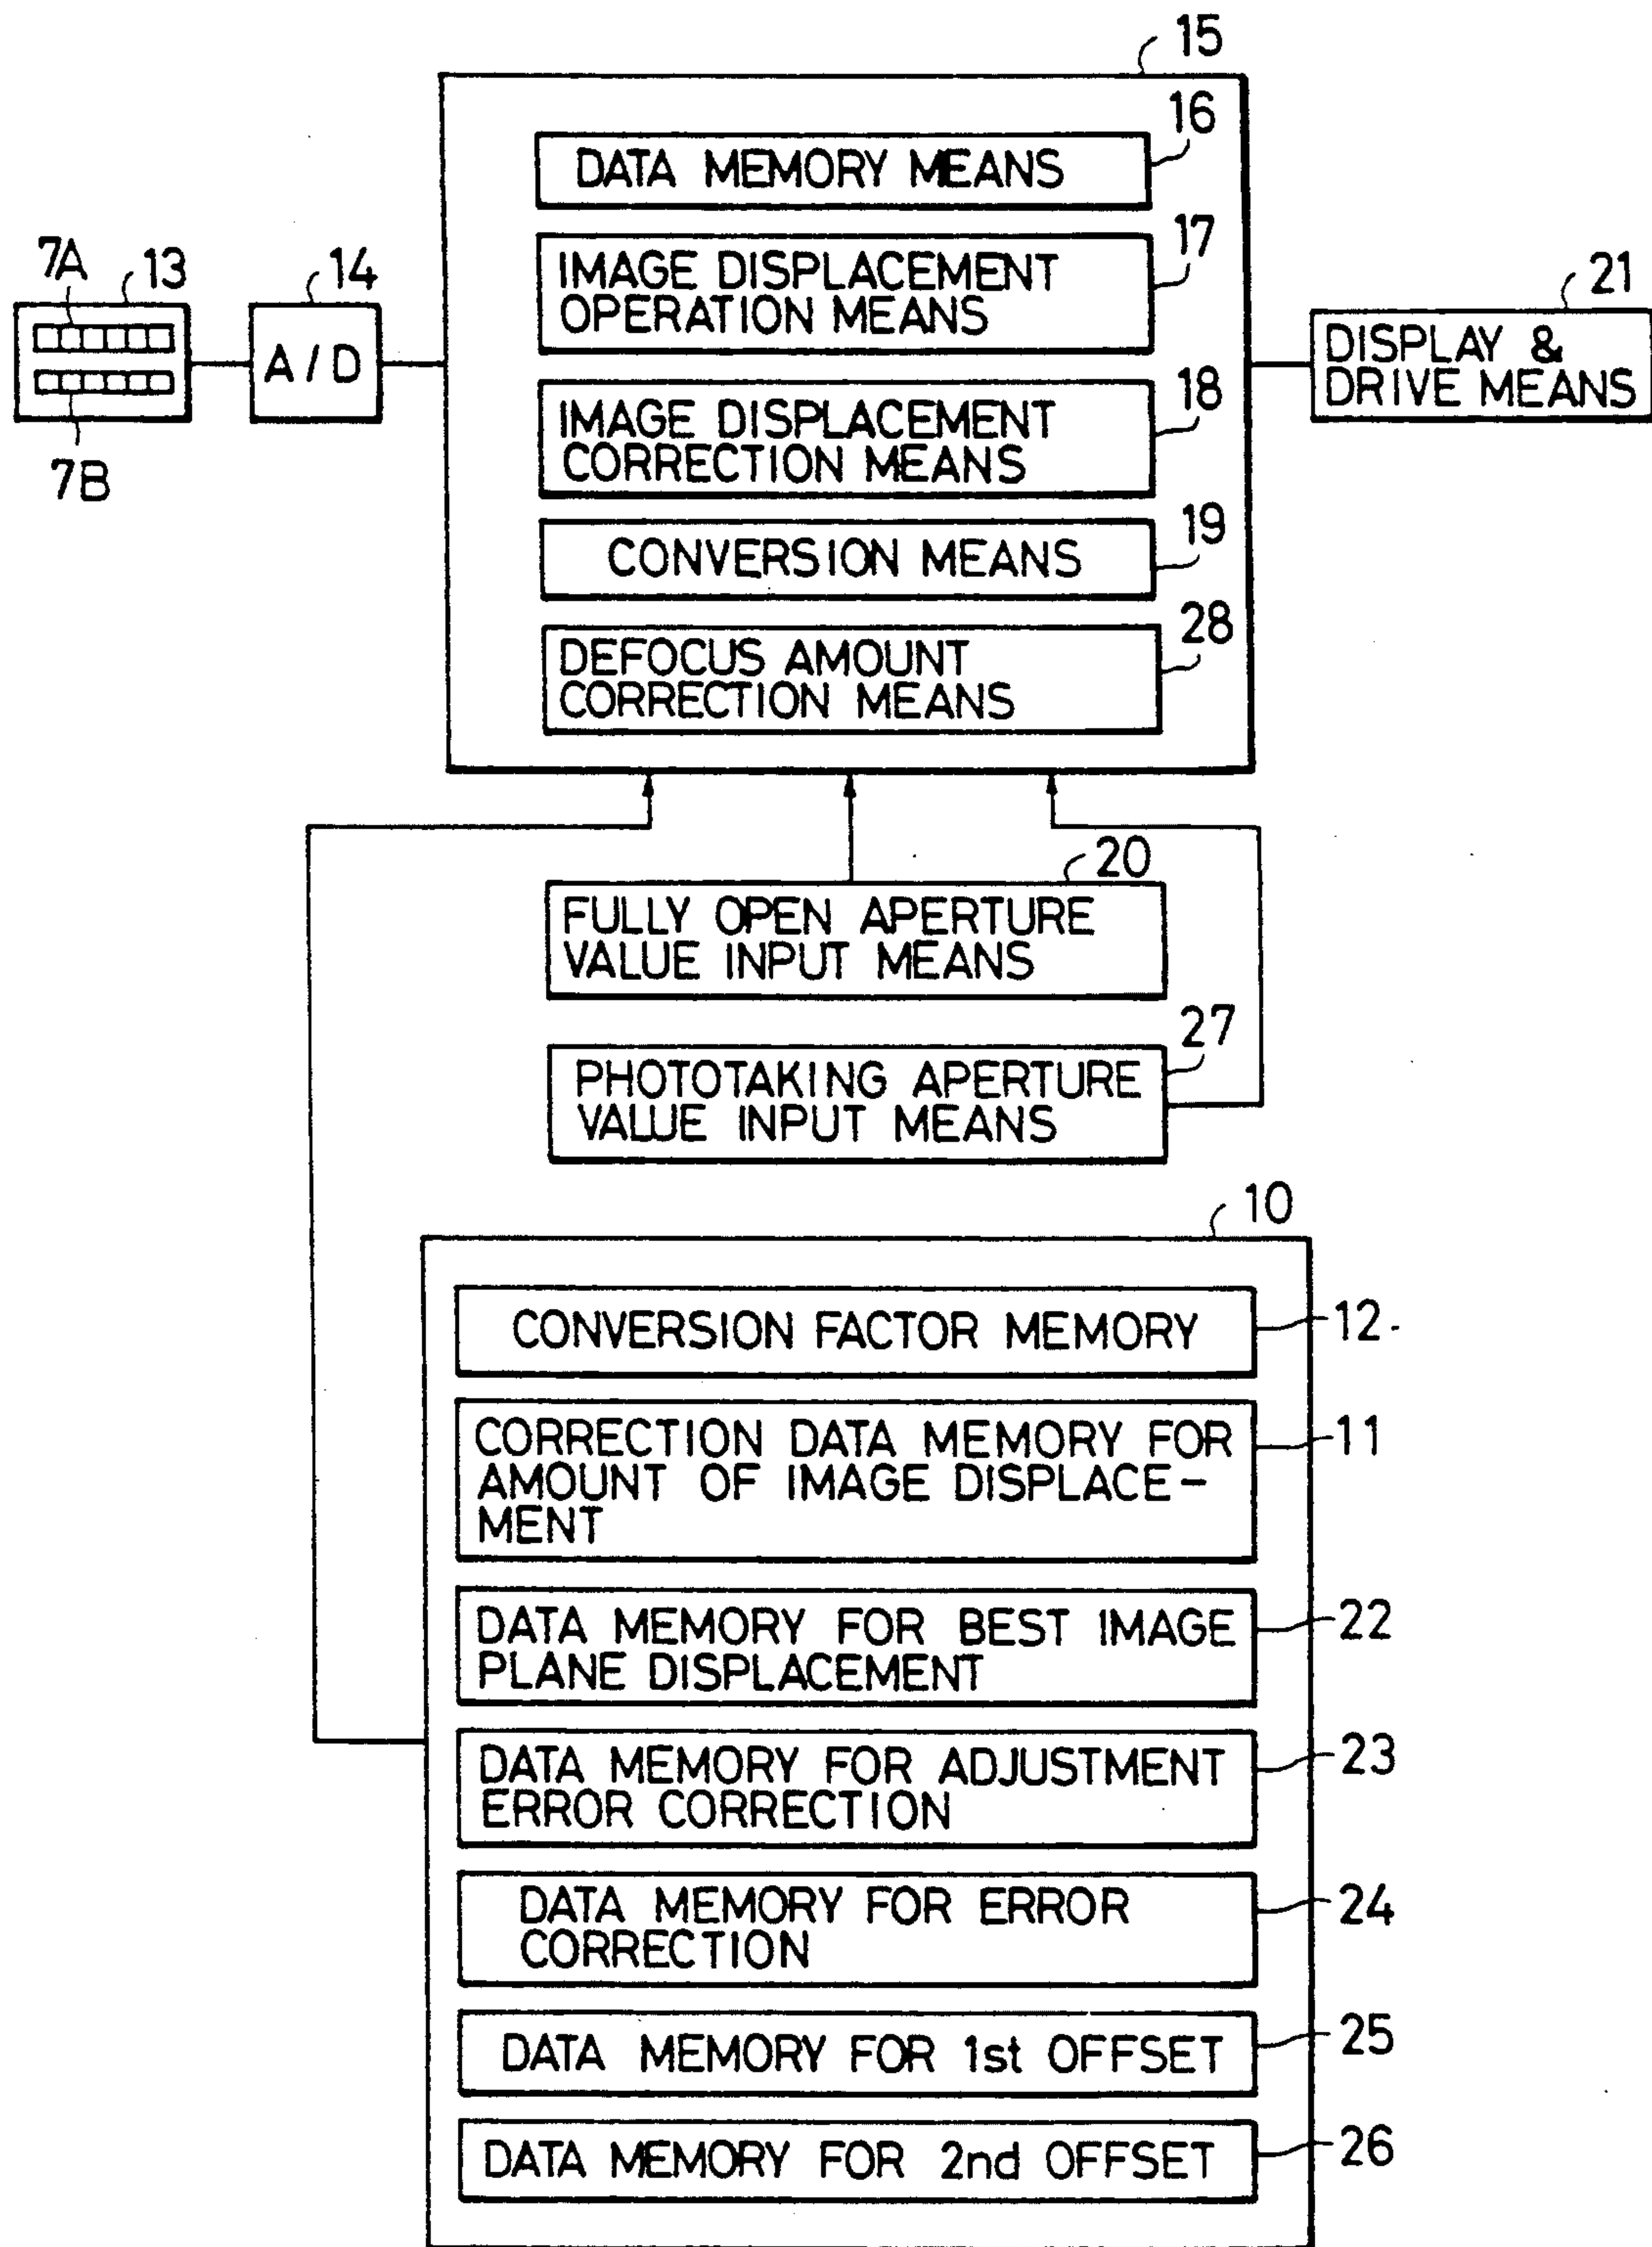 15
16
DATA MEMORY MEANS
17
IMAGE DISPLACEMENT
OPERATION MEANS
7A
13
14
A/D
7B
21
DISPLAY &
DRIVE MEANS
18
IMAGE DISPLACEMENT
CORRECTION MEANS
19
CONVERSION MEANS
28
DEFOCUS AMOUNT
CORRECTION MEANS
20
FULLY OPEN APERTURE
VALUE INPUT MEANS
27
PHOTOTAKING APERTURE
VALUE INPUT MEANS
10
CONVERSION FACTOR MEMORY
12
CORRECTION DATA MEMORY FOR
AMOUNT OF IMAGE DISPLACE-
MENT
11
DATA MEMORY FOR BEST IMAGE
PLANE DISPLACEMENT
22
DATA MEMORY FOR ADJUSTMENT
ERROR CORRECTION
23
DATA MEMORY FOR ERROR
CORRECTION
24
DATA MEMORY FOR 1st OFFSET
25
DATA MEMORY FOR 2nd OFFSET
26